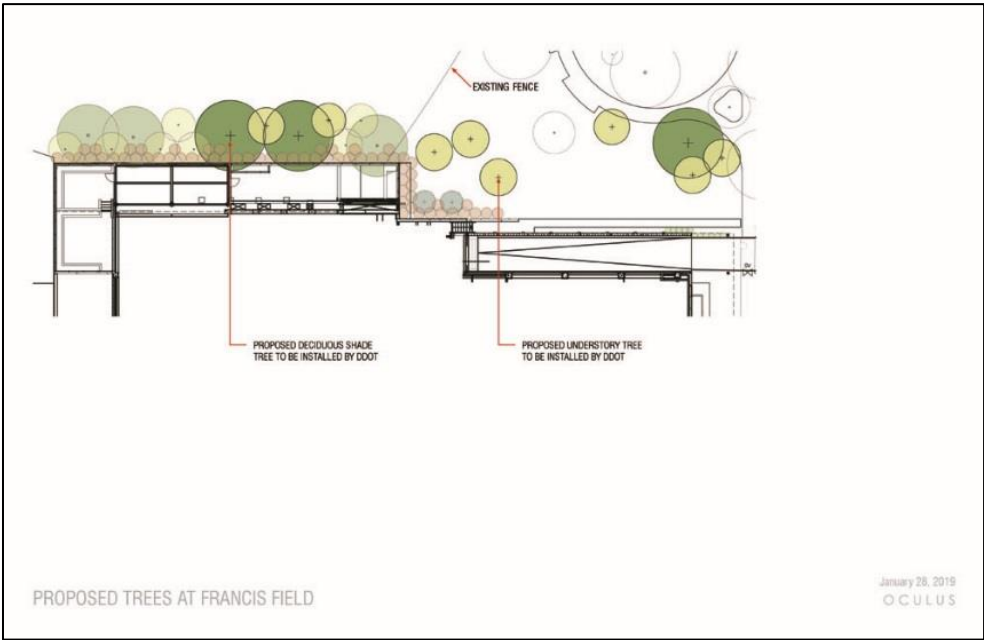 EXISTING FENCE
PROPOSED DECIDUOUS SHADE
TREE TO BE INSTALLED BY DDOT
PROPOSED UNDERSTORY TREE
TO BE INSTALLED BY DDOT
PROPOSED TREES AT FRANCIS FIELD
January 28, 2019
OCULUS